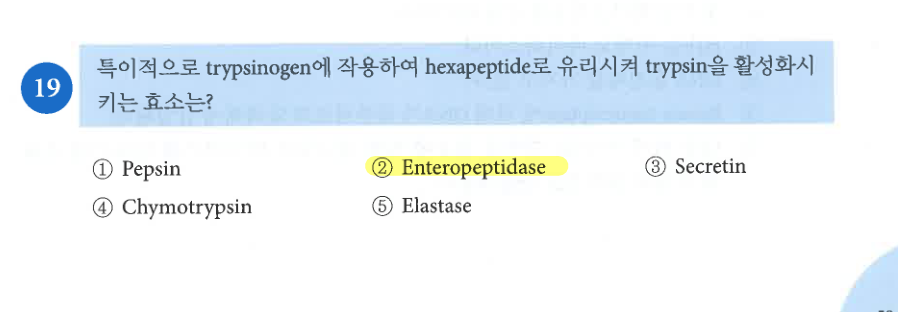 19
특이적으로 trypsinogen에 작용하여 hexapeptide로 유리시켜 trypsin을 활성화시
키는 효소는?
① Pepsin ② Enteropeptidase ③ Secretin
④ Chymotrypsin ⑤ Elastase